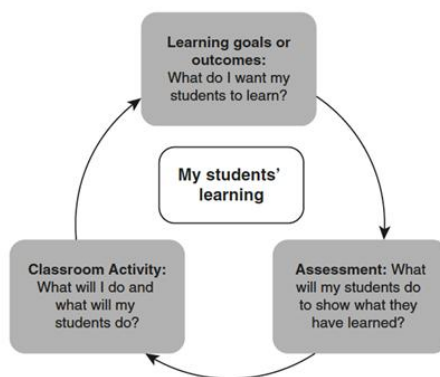 Learning goals or
outcomes:
What do I want my
students to learn?
My students’
learning
Classroom Activity:
What will I do and
what will my
students do?
Assessment: What
will my students do
to show what they
have learned?